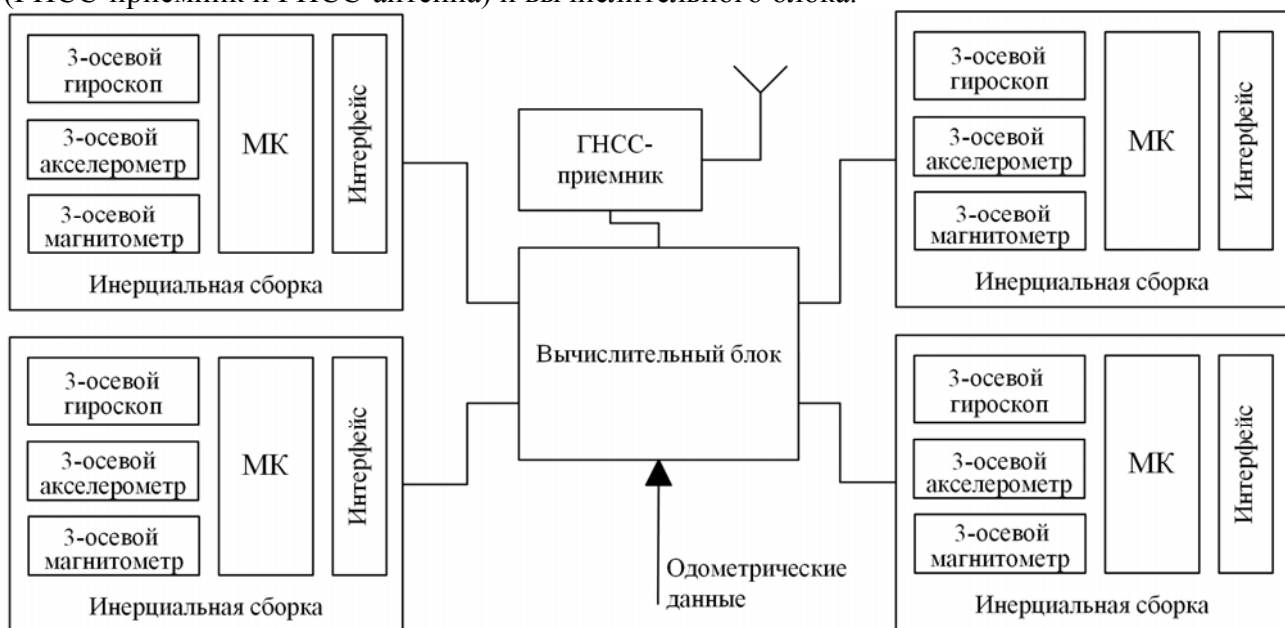 (ГНСС-приемник и ГНСС-антенна) и вычислительного блока.
3-осевой
гироскоп
3-осевой
акселерометр
3-осевой
магнитометр
МК
Интерфейс
Инерциальная сборка
ГНСС-
приемник
3-осевой
гироскоп
3-осевой
акселерометр
3-осевой
магнитометр
МК
Интерфейс
Инерциальная сборка
Вычислительный блок
3-осевой
гироскоп
3-осевой
акселерометр
3-осевой
магнитометр
МК
Интерфейс
Инерциальная сборка
Одометрические
данные
3-осевой
гироскоп
3-осевой
акселерометр
3-осевой
магнитометр
МК
Интерфейс
Инерциальная сборка